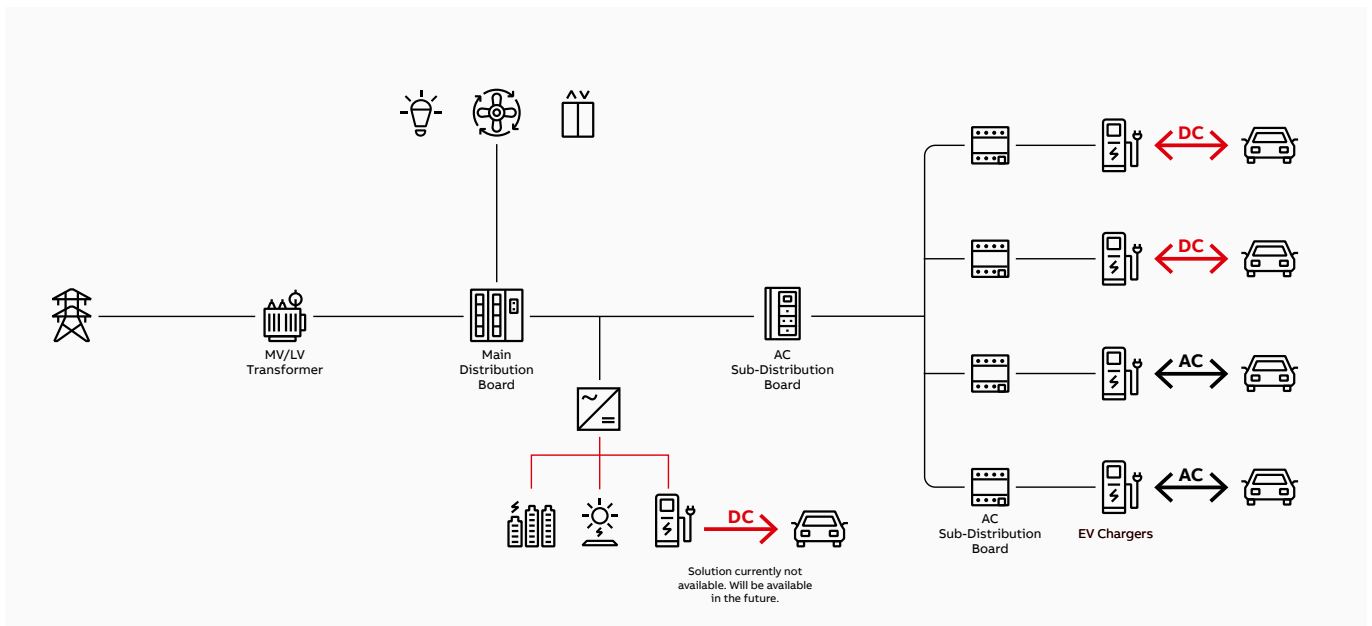 DC
DC
MV/LV
Transformer
Main
Distribution
Board
AC
Sub-Distribution
Board
AC
AC
AC
Sub-Distribution
Board
EV Chargers
DC
Solution currently not
available. Will be available
in the future.